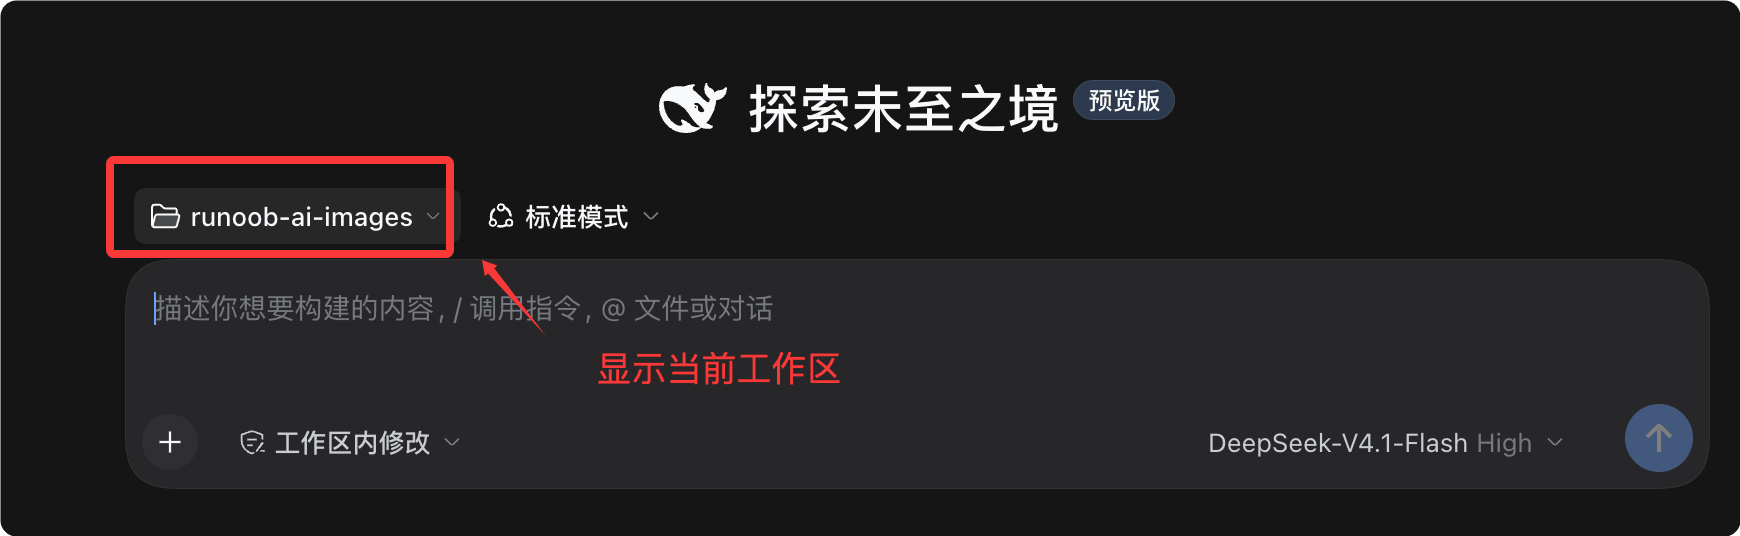 探索未至之境 预览版
runoob-ai-images 标准模式
描述你想要构建的内容, / 调用指令, @ 文件或对话
显示当前工作区
工作区内修改 DeepSeek-V4.1-Flash High